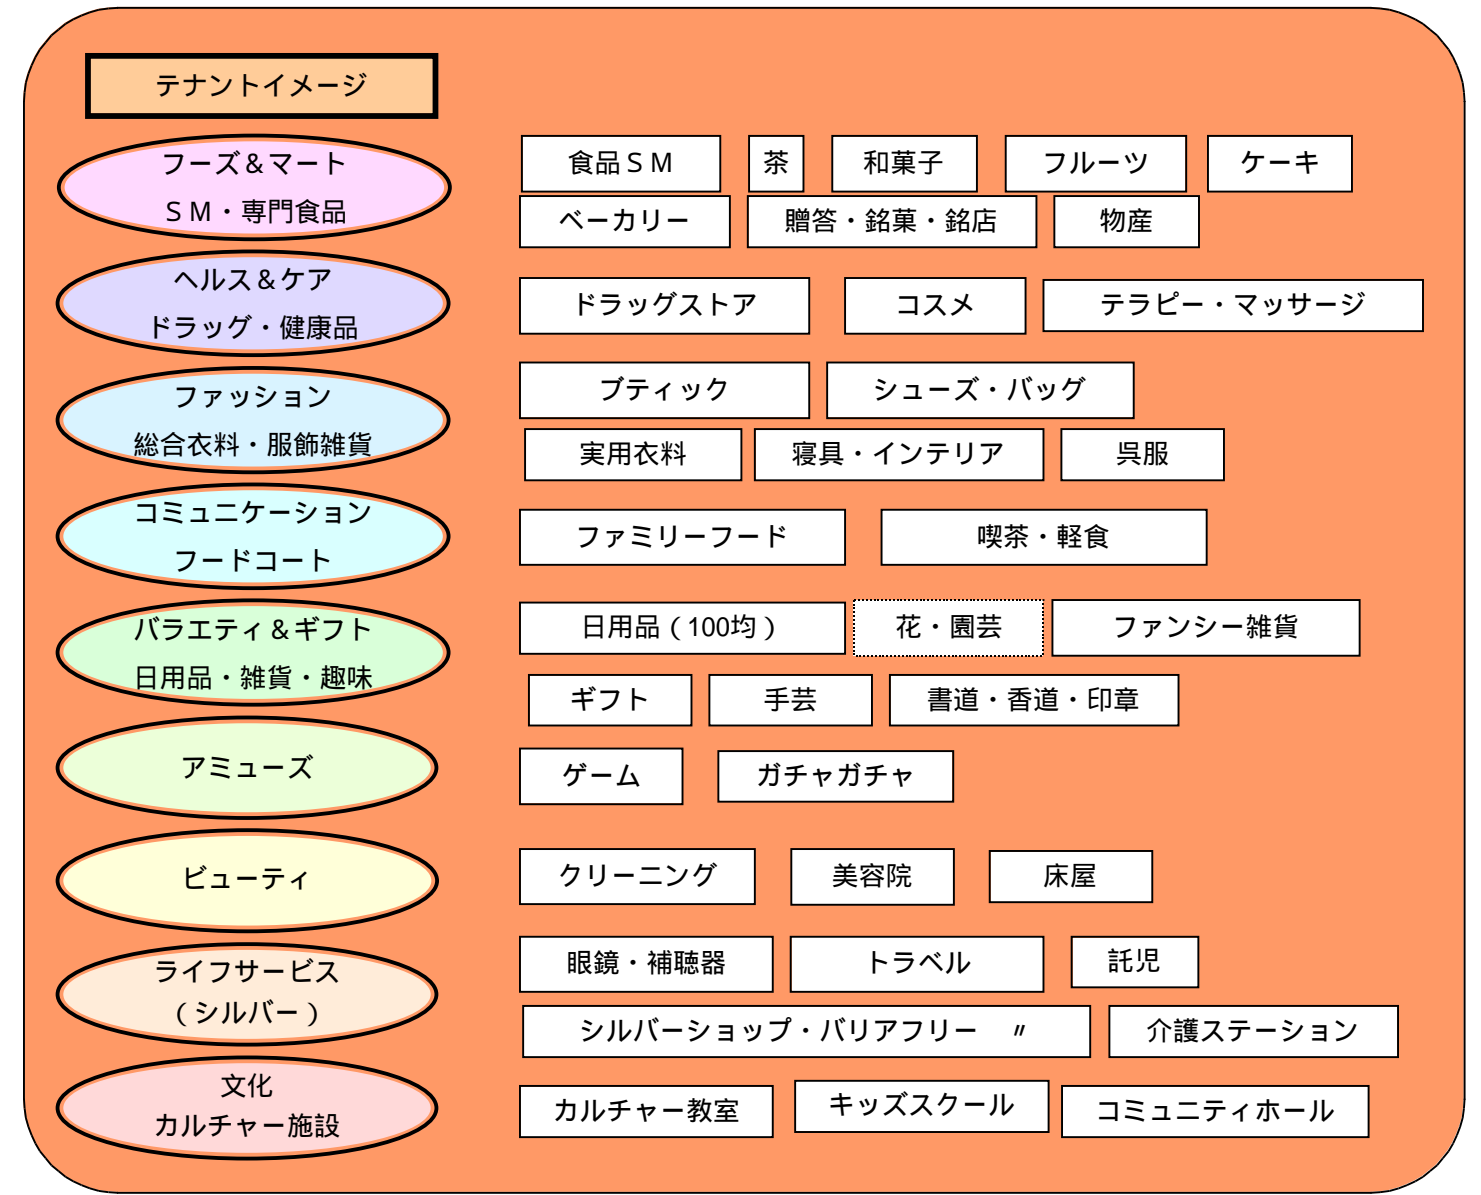 テナントイメージ
フーズ＆マート
ＳＭ・専門食品
食品ＳＭ
茶
和菓子
フルーツ
ケーキ
ベーカリー
贈答・銘菓・銘店
物産
ヘルス＆ケア
ドラッグ・健康品
ドラッグストア
コスメ
テラピー・マッサージ
ファッション
総合衣料・服飾雑貨
ブティック
シューズ・バッグ
実用衣料
寝具・インテリア
呉服
コミュニケーション
フードコート
ファミリーフード
喫茶・軽食
バラエティ＆ギフト
日用品・雑貨・趣味
日用品（100均）
花・園芸
ファンシー雑貨
ギフト
手芸
書道・香道・印章
アミューズ
ゲーム
ガチャガチャ
ビューティ
クリーニング
美容院
床屋
ライフサービス
（シルバー）
眼鏡・補聴器
トラベル
託児
シルバーショップ・バリアフリー　〃
介護ステーション
文化
カルチャー施設
カルチャー教室
キッズスクール
コミュニティホール